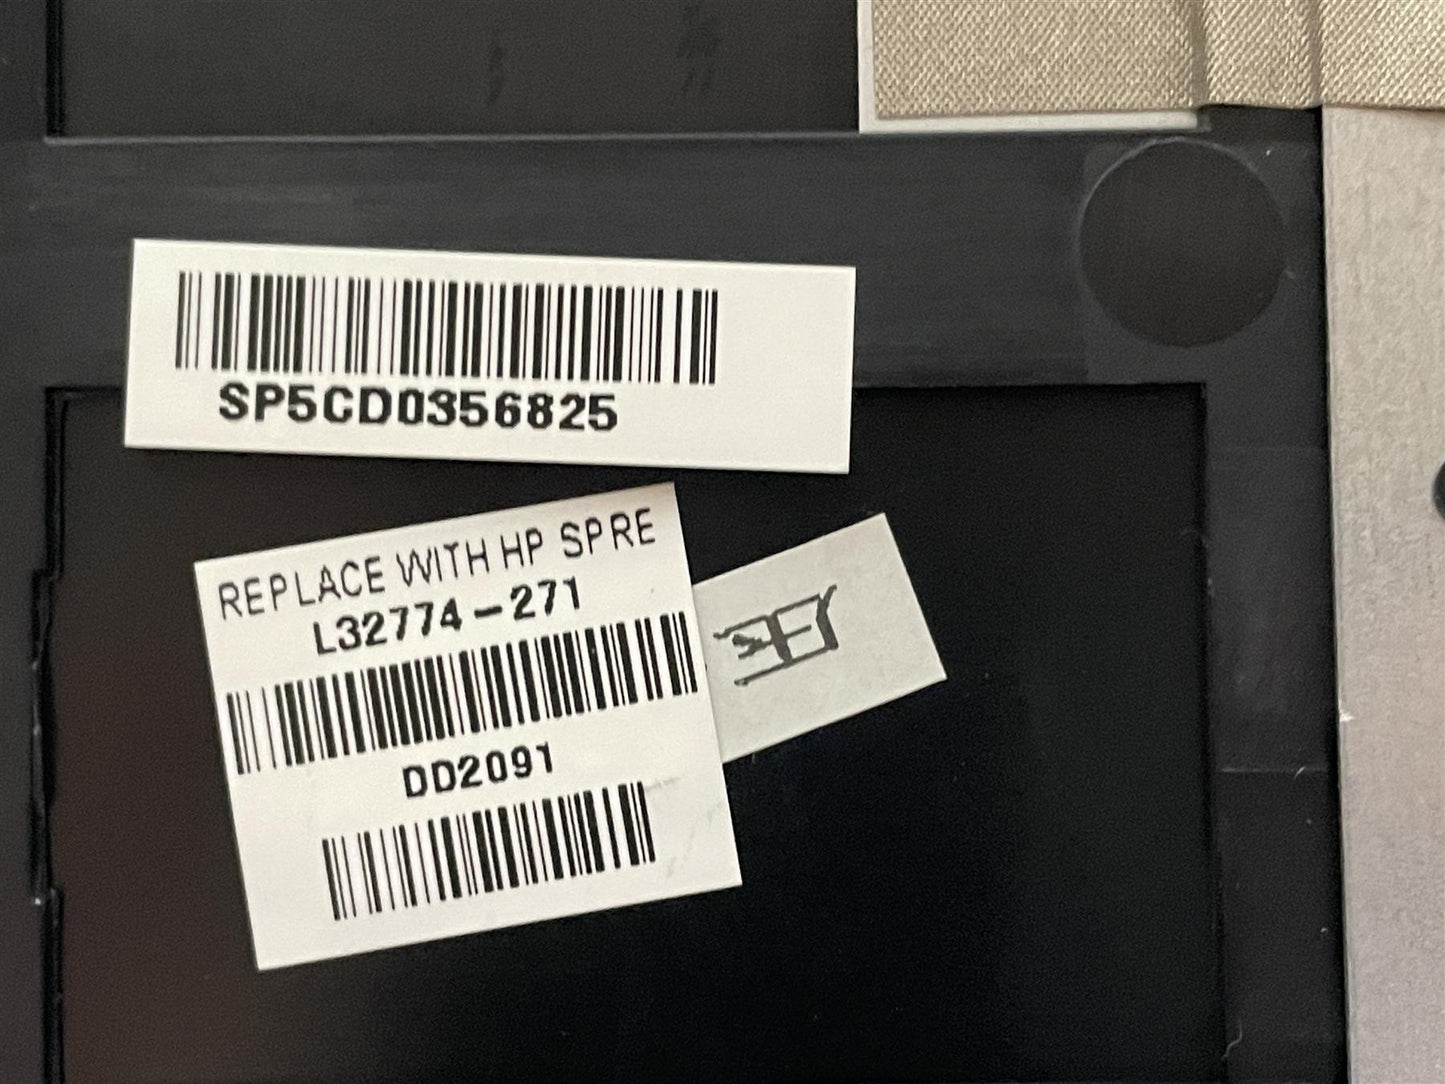 SP5CD0356825
REPLACE WITH HP SPRE
L32774-271
DD2091